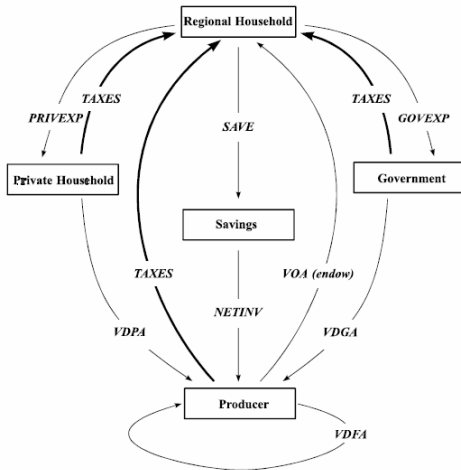 Regional Household
TAXES
TAXES
PRIVEXP
SAVE
GOVEXP
Private Household
Government
Savings
TAXES
VOA (endow)
NETINV
VDPA
VDGA
Producer
VDFA